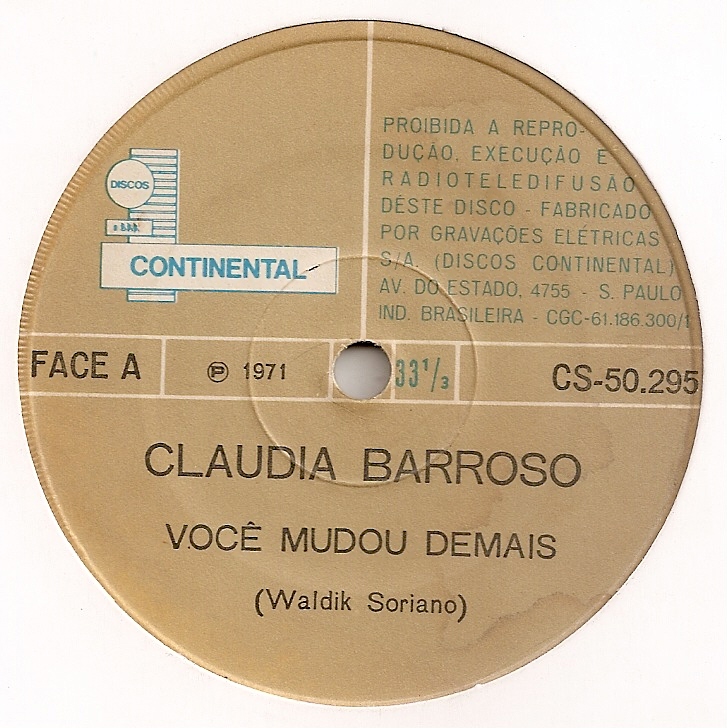 DISCOS
CONTINENTAL
PROIBIDA A REPRO-
DUÇÃO, EXECUÇÃO E
RADIOTELEDIFUSÃO
DÊSTE DISCO - FABRICADO
POR GRAVAÇÕES ELÉTRICAS
S/A. (DISCOS CONTINENTAL)
AV. DO ESTADO, 4755 - S. PAULO
IND. BRASILEIRA - CGC-61.186.300/1
FACE A
℗ 1971
33 1/3
CS-50.295
CLAUDIA BARROSO
VOCÊ MUDOU DEMAIS
(Waldik Soriano)